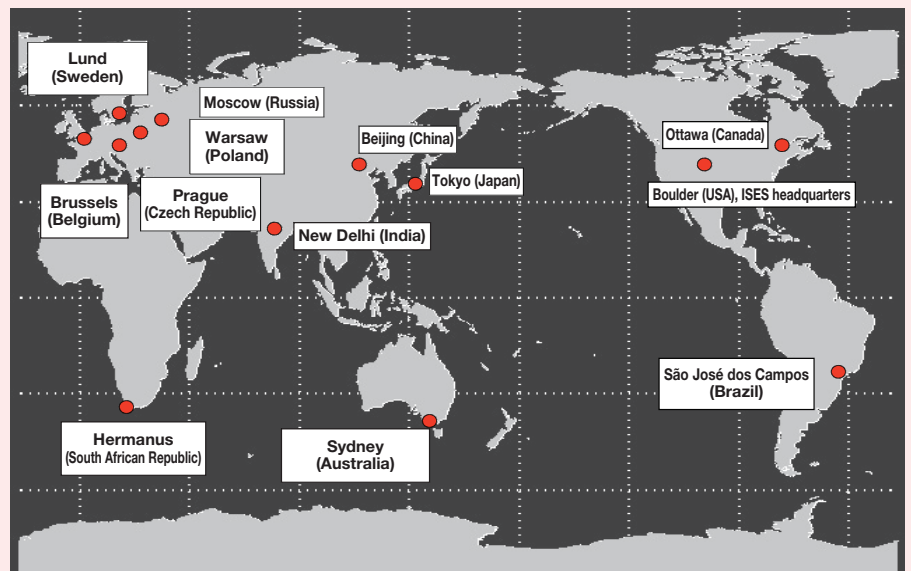 Lund
(Sweden)
Moscow (Russia)
Warsaw
(Poland)
Beijing (China)
Ottawa (Canada)
Tokyo (Japan)
Brussels
(Belgium)
Prague
(Czech Republic)
Boulder (USA), ISES headquarters
New Delhi (India)
São José dos Campos
(Brazil)
Hermanus
(South African Republic)
Sydney
(Australia)